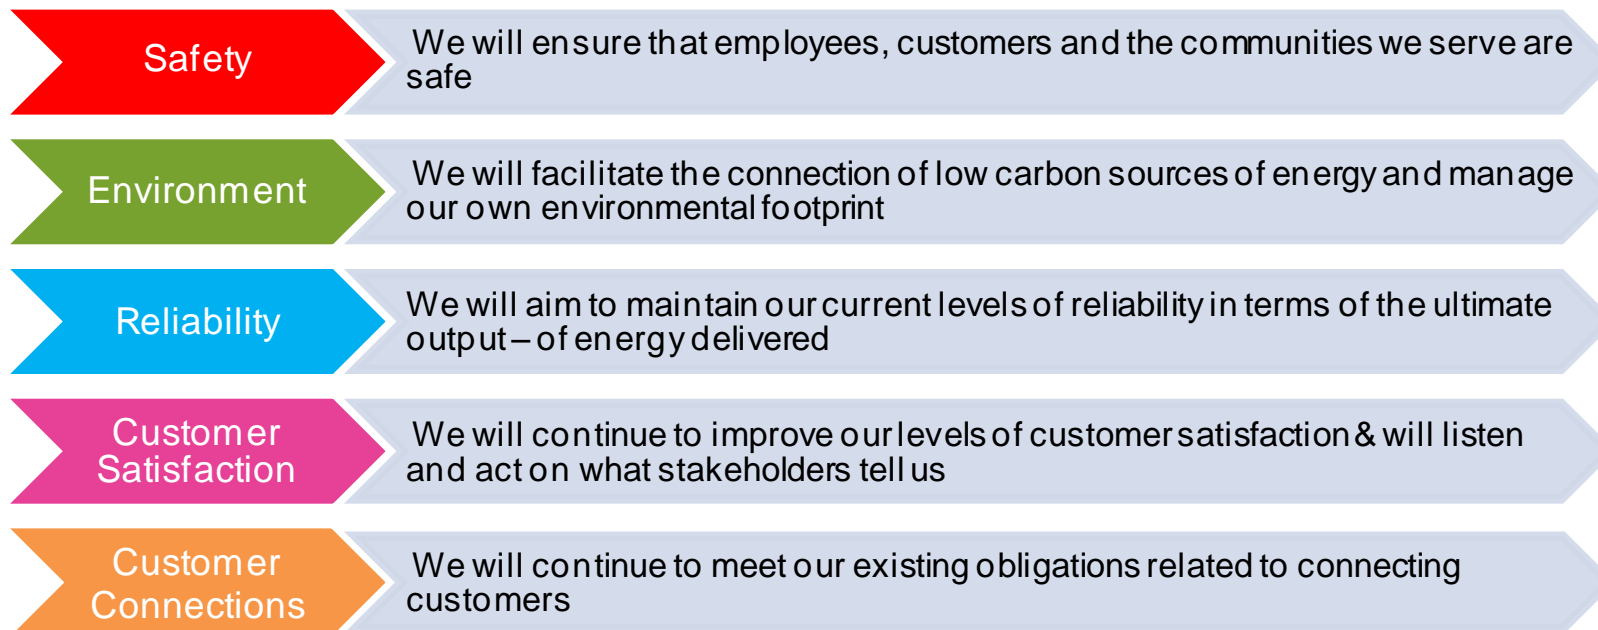 Safety
We will ensure that employees, customers and the communities we serve are
safe
Environment
We will facilitate the connection of low carbon sources of energy and manage
our own environmental footprint
Reliability
We will aim to maintain our current levels of reliability in terms of the ultimate
output – of energy delivered
Customer
Satisfaction
We will continue to improve our levels of customer satisfaction & will listen
and act on what stakeholders tell us
Customer
Connections
We will continue to meet our existing obligations related to connecting
customers